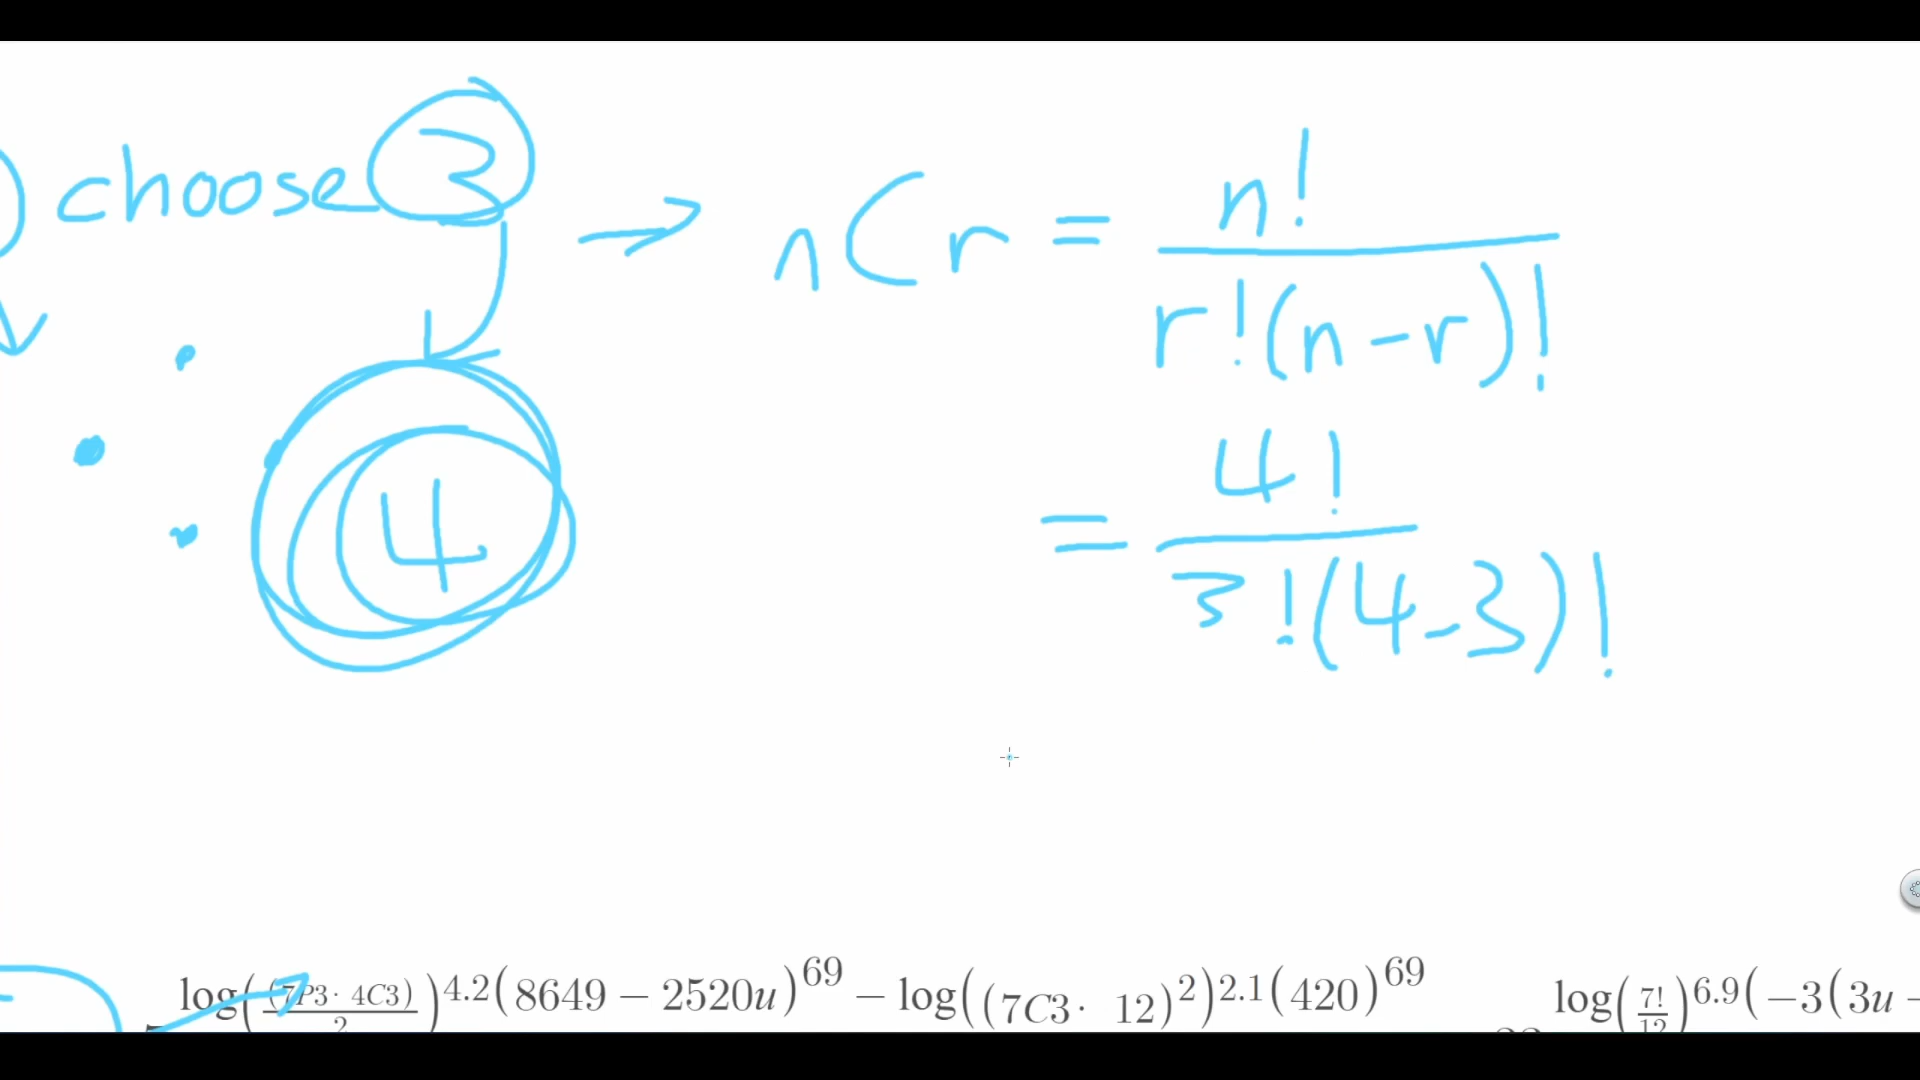 choose 3 → nCr = n! / r!(n-r)!
4
= 4! / 3!(4-3)!
log((7P3· 4C3)/2)^4.2(8649 − 2520u)^69 − log((7C3· 12)^2)^2.1(420)^69
log(7!/12)^6.9(−3(3u −